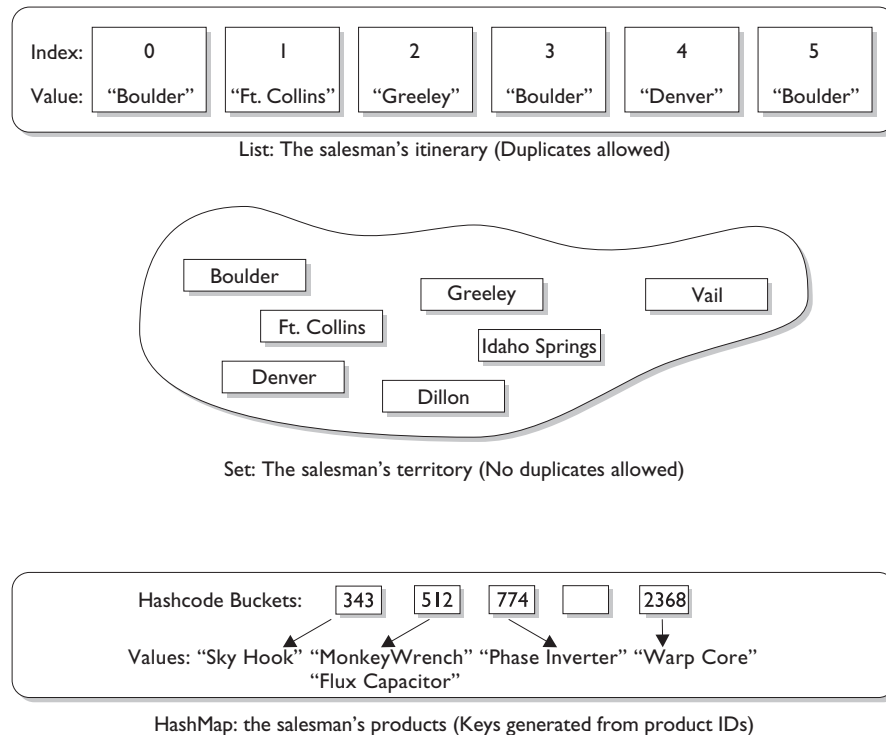 Index: 0 1 2 3 4 5
Value: “Boulder” “Ft. Collins” “Greeley” “Boulder” “Denver” “Boulder”
List: The salesman’s itinerary (Duplicates allowed)
Boulder
Greeley
Vail
Ft. Collins
Idaho Springs
Denver
Dillon
Set: The salesman’s territory (No duplicates allowed)
Hashcode Buckets: 343 512 774 2368
Values: “Sky Hook” “MonkeyWrench” “Phase Inverter” “Warp Core”
“Flux Capacitor”
HashMap: the salesman’s products (Keys generated from product IDs)